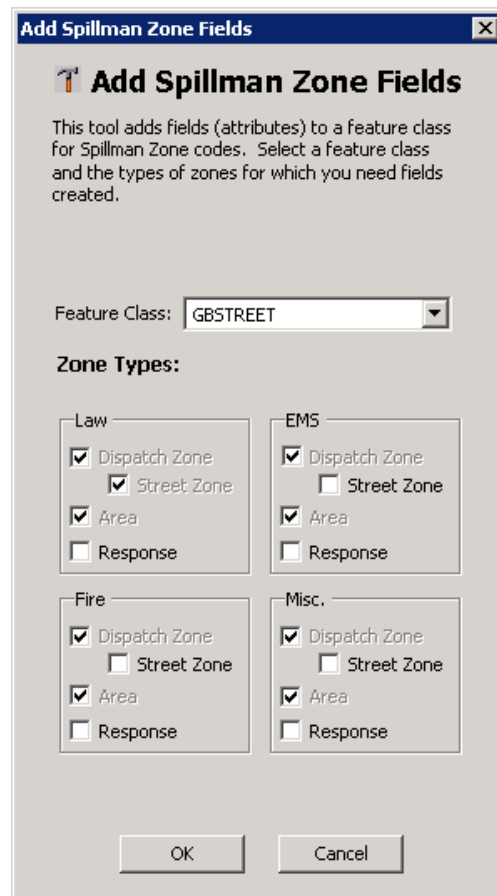 Add Spillman Zone Fields
Add Spillman Zone Fields
This tool adds fields (attributes) to a feature class
for Spillman Zone codes. Select a feature class
and the types of zones for which you need fields
created.
Feature Class: GBSTREET
Zone Types:
Law
Dispatch Zone
Street Zone
Area
Response
EMS
Dispatch Zone
Street Zone
Area
Response
Fire
Dispatch Zone
Street Zone
Area
Response
Misc.
Dispatch Zone
Street Zone
Area
Response
OK
Cancel